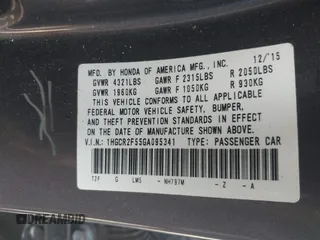 MFD. BY HONDA OF AMERICA MFG., INC. 12/15
GVWR 4321LBS GAWR F 2315LBS R 2050LBS
GVWR 1960KG GAWR F 1050KG R 930KG
THIS VEHICLE CONFORMS TO ALL APPLICABLE
FEDERAL MOTOR VEHICLE SAFETY, BUMPER,
AND THEFT PREVENTION STANDARDS IN EFFECT
ON THE DATE OF MANUFACTURE SHOWN ABOVE.
V.I.N.: 1HGCR2F55GA095341 TYPE: PASSENGER CAR
G NH797M - Z - A
DREAMBID